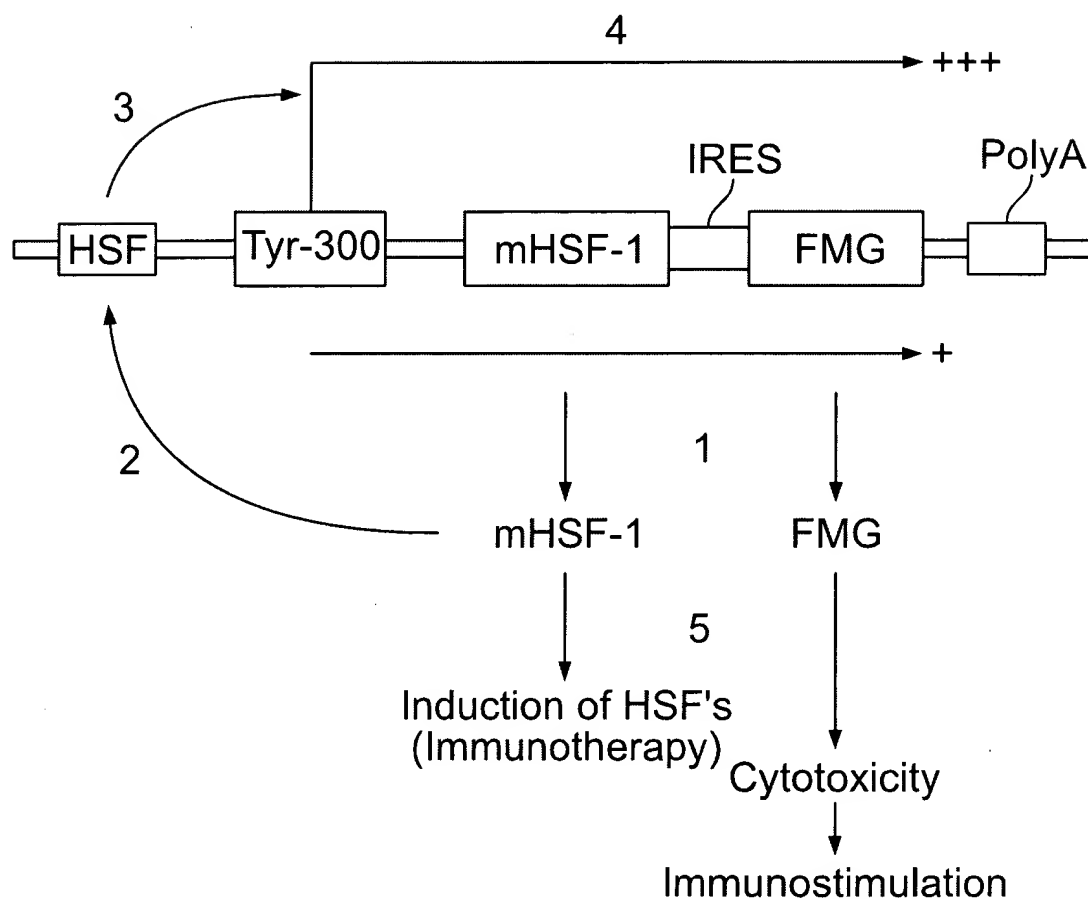 4
+++
3
IRES
PolyA
HSF
Tyr-300
mHSF-1
FMG
+
2
1
mHSF-1
FMG
5
Induction of HSF's
(Immunotherapy)
Cytotoxicity
Immunostimulation